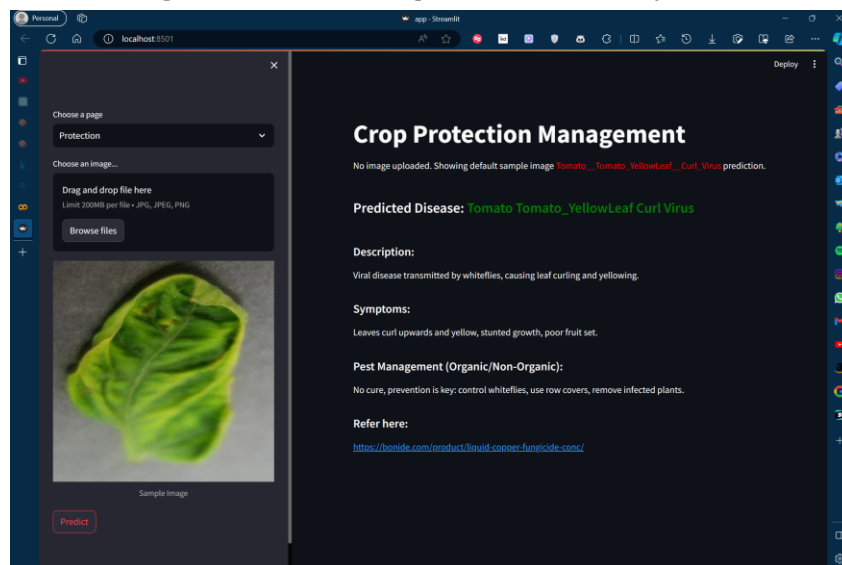 Personal
app · Streamlit
localhost:8501
Deploy
Choose a page
Protection
Choose an image...
Drag and drop file here
Limit 200MB per file • JPG, JPEG, PNG
Browse files
Sample Image
Predict
Crop Protection Management
No image uploaded. Showing default sample image Tomato__Tomato_YellowLeaf__Curl_Virus prediction.
Predicted Disease: Tomato Tomato_YellowLeaf Curl Virus
Description:
Viral disease transmitted by whiteflies, causing leaf curling and yellowing.
Symptoms:
Leaves curl upwards and yellow, stunted growth, poor fruit set.
Pest Management (Organic/Non-Organic):
No cure, prevention is key: control whiteflies, use row covers, remove infected plants.
Refer here:
https://bonide.com/product/liquid-copper-fungicide-conc/